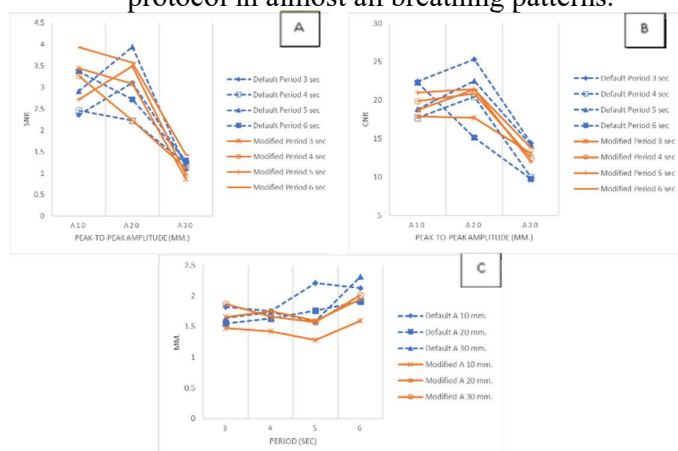 protocol in almost all breathing patterns.
A
4.5
4
3.5
3
2.5
2
1.5
1
0.5
0
SNR
A10 A20 A30
PEAK-TO-PEAK AMPLITUDE (MM.)
Default Period 3 sec
Default Period 4 sec
Default Period 5 sec
Default Period 6 sec
Modified Period 3 sec
Modified Period 4 sec
Modified Period 5 sec
Modified Period 6 sec
B
30
25
20
15
10
5
CNR
A10 A20 A30
PEAK-TO-PEAK AMPLITUDE (MM.)
Default Period 3 sec
Default Period 4 sec
Default Period 5 sec
Default Period 6 sec
Modified Period 3 sec
Modified Period 4 sec
Modified Period 5 sec
Modified Period 6 sec
C
2.5
2
1.5
1
0.5
0
MM.
3 4 5 6
PERIOD (SEC)
Default A 10 mm.
Default A 20 mm.
Default A 30 mm.
Modified A 10 mm.
Modified A 20 mm.
Modified A 30 mm.